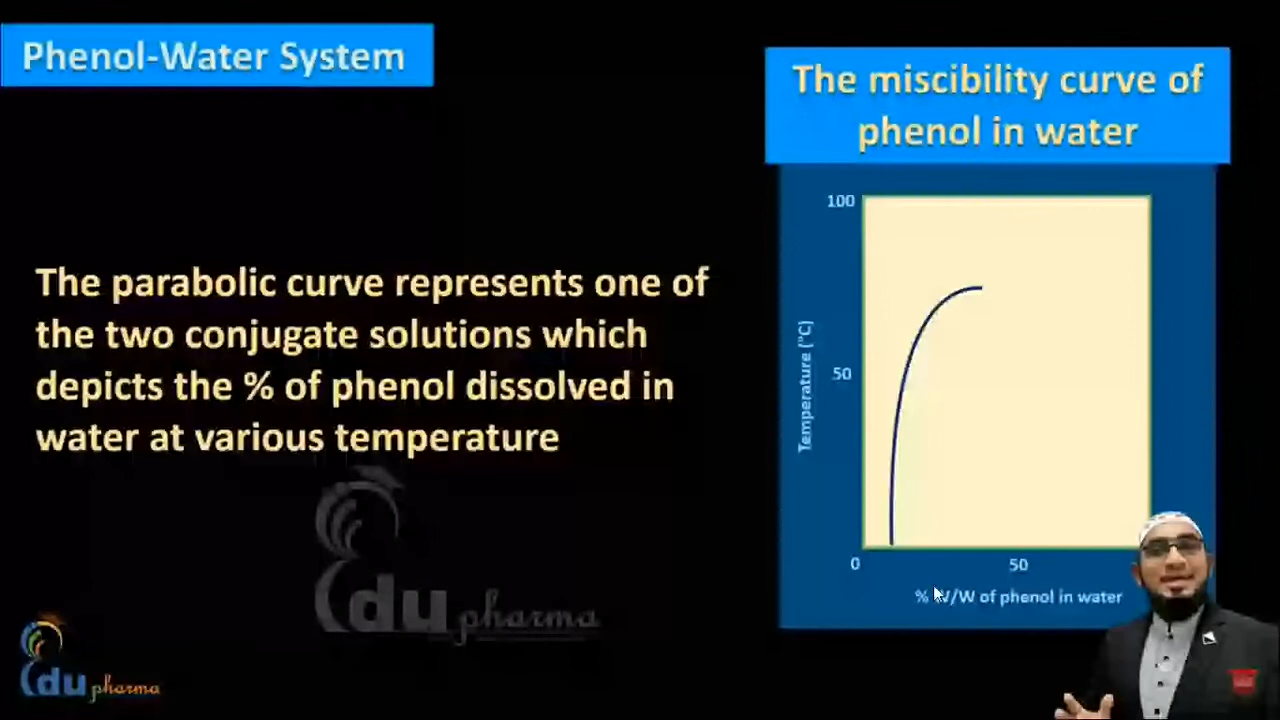 Phenol-Water System
The miscibility curve of
phenol in water
The parabolic curve represents one of
the two conjugate solutions which
depicts the % of phenol dissolved in
water at various temperature
100
50
Temperature (°C)
0
50
% W/W of phenol in water
Edu pharma
Edu pharma